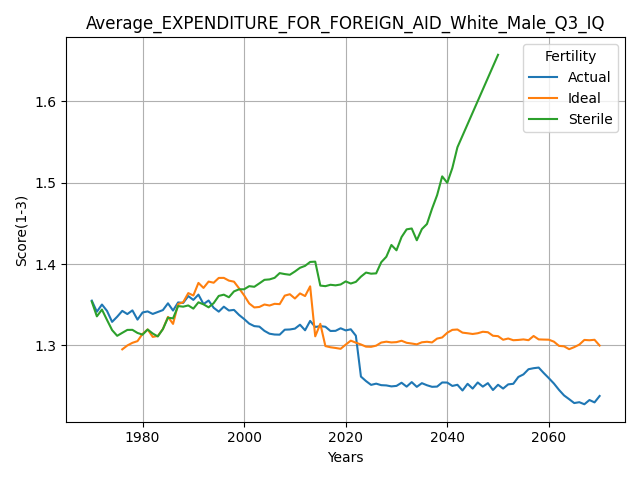 Average_EXPENDITURE_FOR_FOREIGN_AID_White_Male_Q3_IQ
Fertility
Actual
Ideal
Sterile
Score(1-3)
1.6
1.5
1.4
1.3
1980 2000 2020 2040 2060
Years